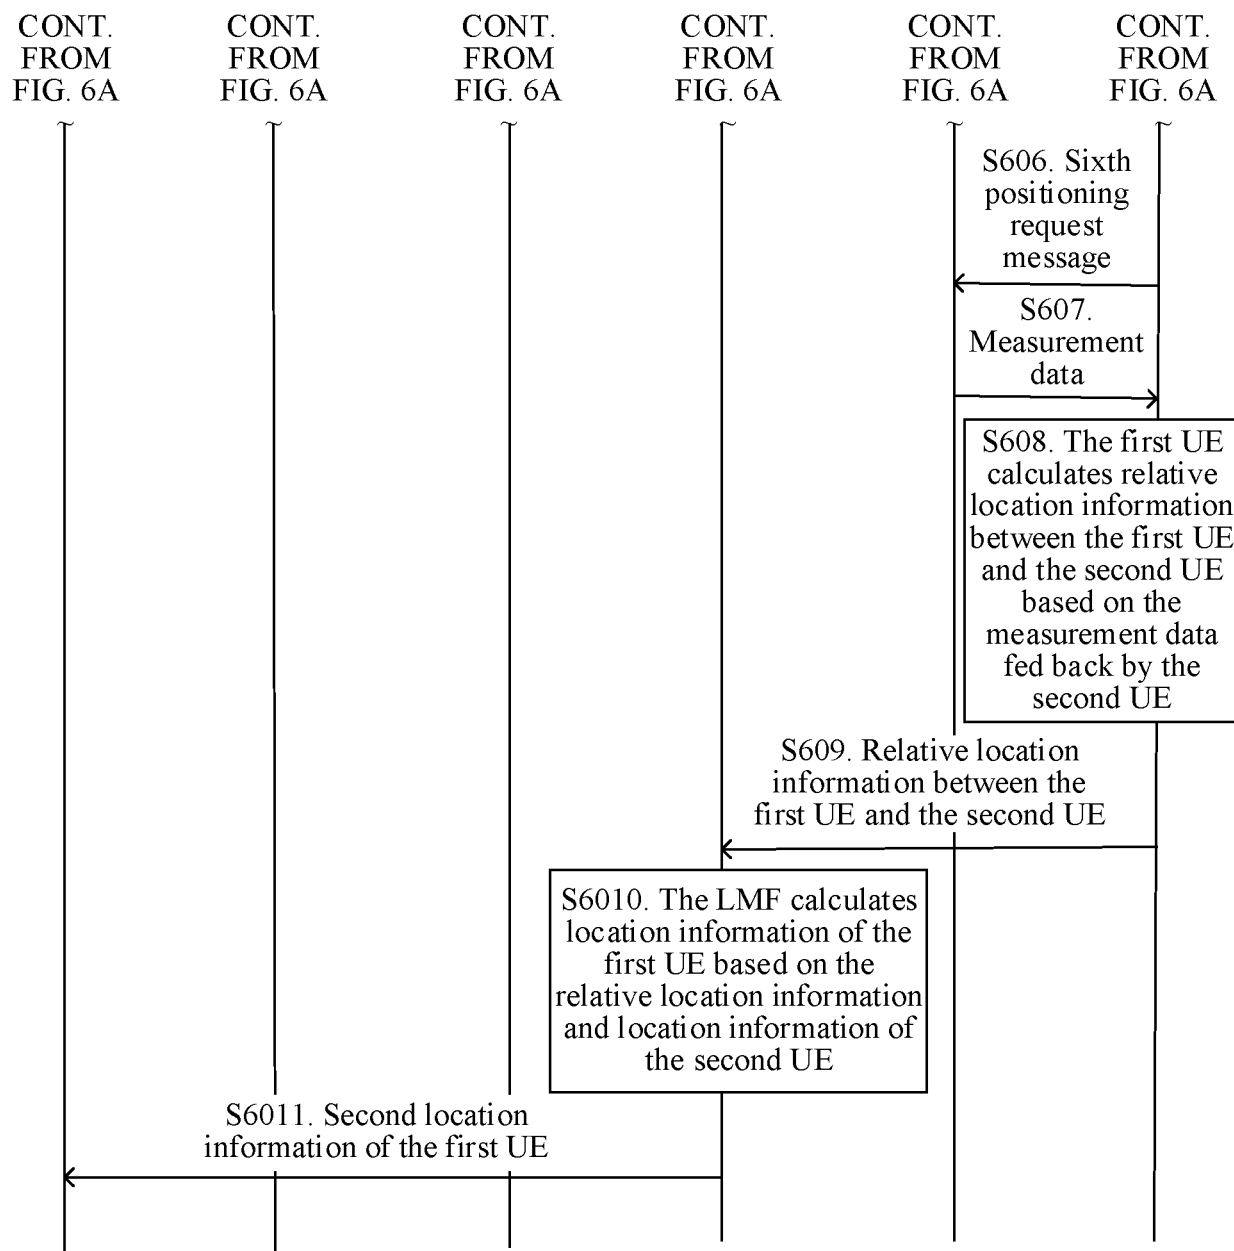 CONT.
FROM
FIG. 6A
CONT.
FROM
FIG. 6A
CONT.
FROM
FIG. 6A
CONT.
FROM
FIG. 6A
CONT.
FROM
FIG. 6A
CONT.
FROM
FIG. 6A
S606. Sixth
positioning
request
message
S607.
Measurement
data
S608. The first UE
calculates relative
location information
between the first UE
and the second UE
based on the
measurement data
fed back by the
second UE
S609. Relative location
information between the
first UE and the second UE
S6010. The LMF calculates
location information of the
first UE based on the
relative location information
and location information of
the second UE
S6011. Second location
information of the first UE